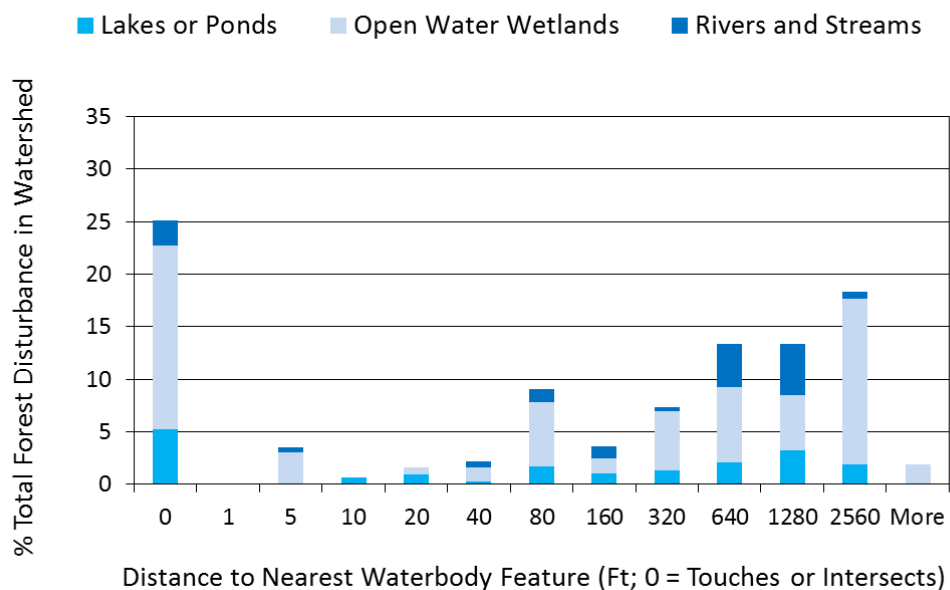 Lakes or Ponds Open Water Wetlands Rivers and Streams
% Total Forest Disturbance in Watershed
35
30
25
20
15
10
5
0
0 1 5 10 20 40 80 160 320 640 1280 2560 More
Distance to Nearest Waterbody Feature (Ft; 0 = Touches or Intersects)